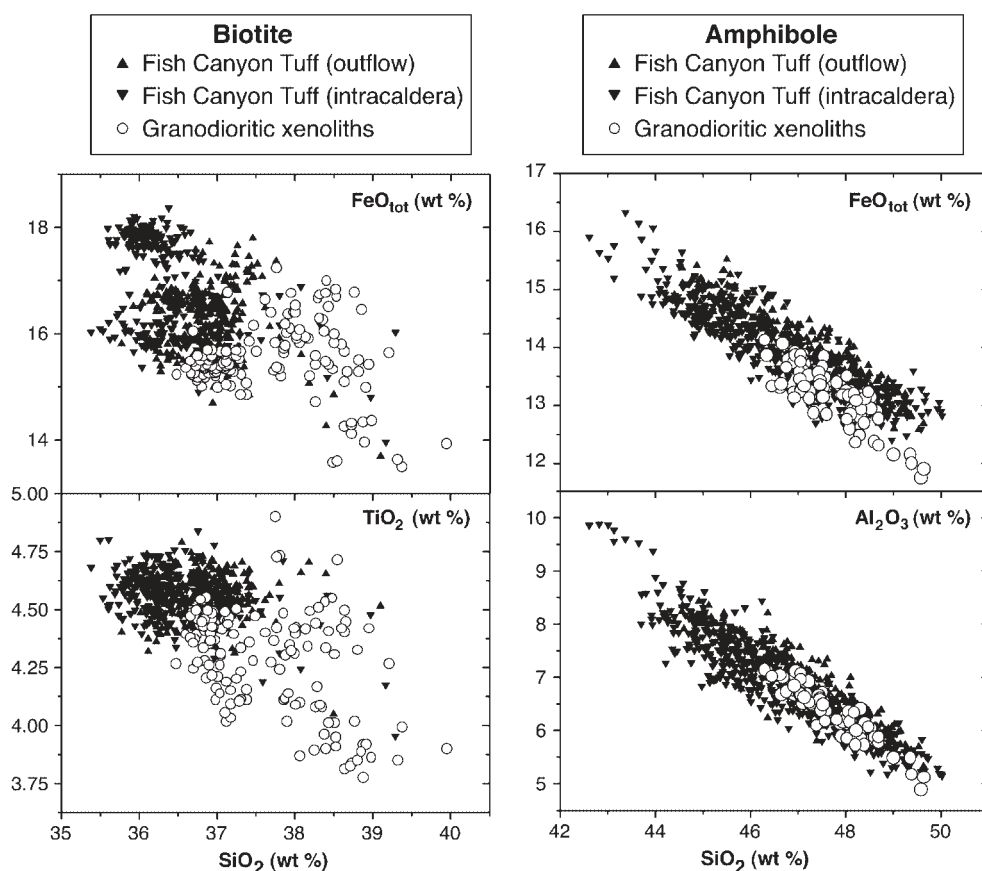 Biotite
▲ Fish Canyon Tuff (outflow)
▼ Fish Canyon Tuff (intracaldera)
○ Granodioritic xenoliths
Amphibole
▲ Fish Canyon Tuff (outflow)
▼ Fish Canyon Tuff (intracaldera)
○ Granodioritic xenoliths
FeOtot (wt %)
18
16
14
5.00
TiO2 (wt %)
4.75
4.50
4.25
4.00
3.75
35 36 37 38 39 40
SiO2 (wt %)
17
FeOtot (wt %)
16
15
14
13
12
Al2O3 (wt %)
10
9
8
7
6
5
42 44 46 48 50
SiO2 (wt %)